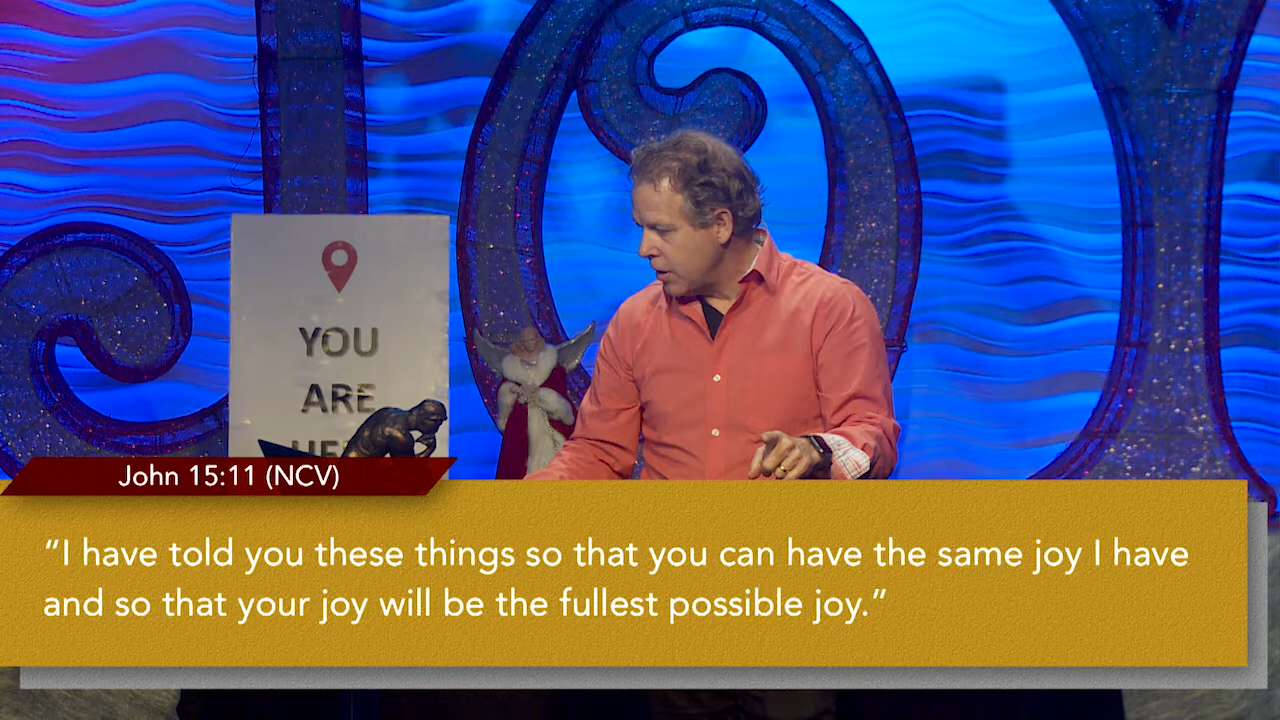 JOY
YOU
ARE
John 15:11 (NCV)
“I have told you these things so that you can have the same joy I have
and so that your joy will be the fullest possible joy.”